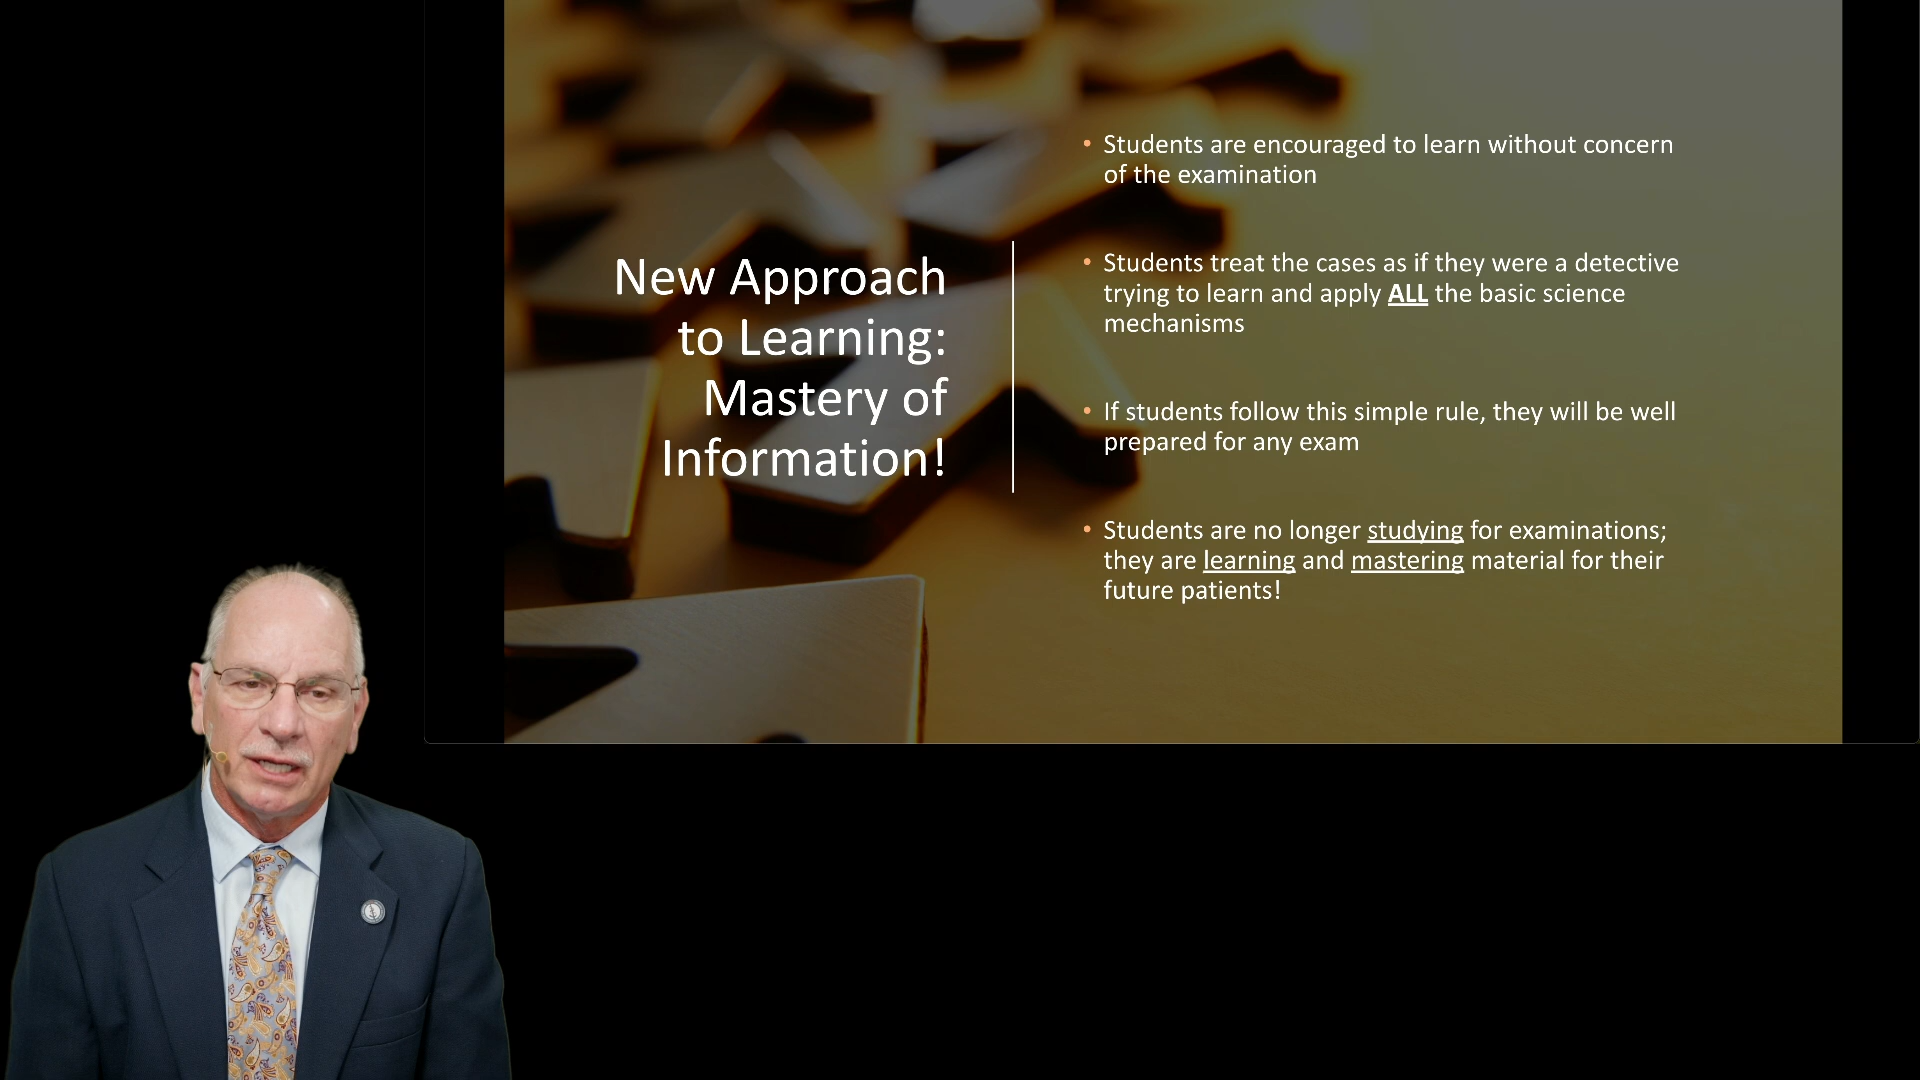 New Approach
to Learning:
Mastery of
Information!
• Students are encouraged to learn without concern
of the examination
• Students treat the cases as if they were a detective
trying to learn and apply ALL the basic science
mechanisms
• If students follow this simple rule, they will be well
prepared for any exam
• Students are no longer studying for examinations;
they are learning and mastering material for their
future patients!